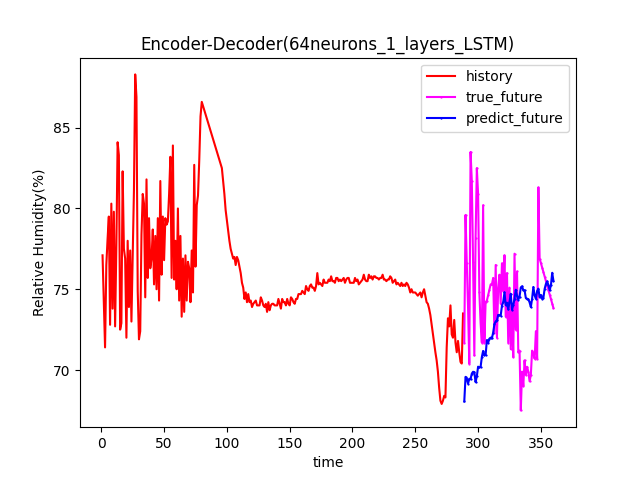 Encoder-Decoder(64neurons_1_layers_LSTM)
history
true_future
predict_future
Relative Humidity(%)
85
80
75
70
0 50 100 150 200 250 300 350
time